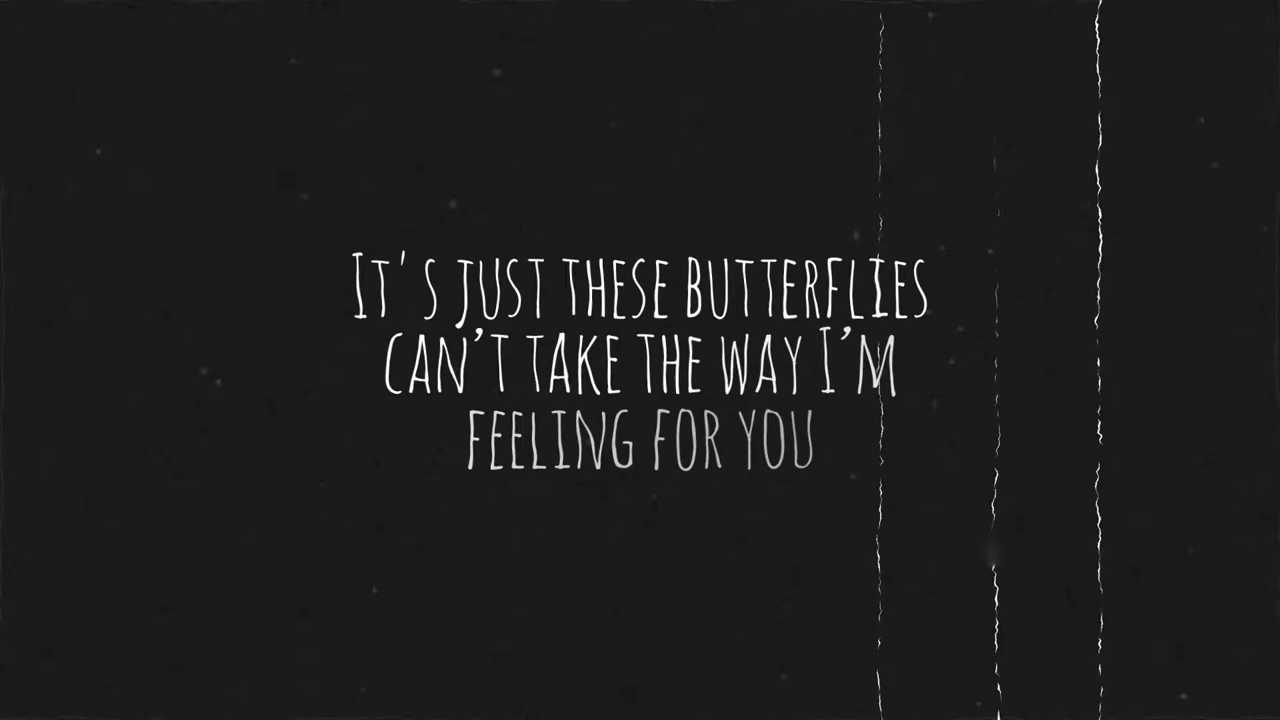 It's just these butterflies
can’t take the way I’m
feeling for you